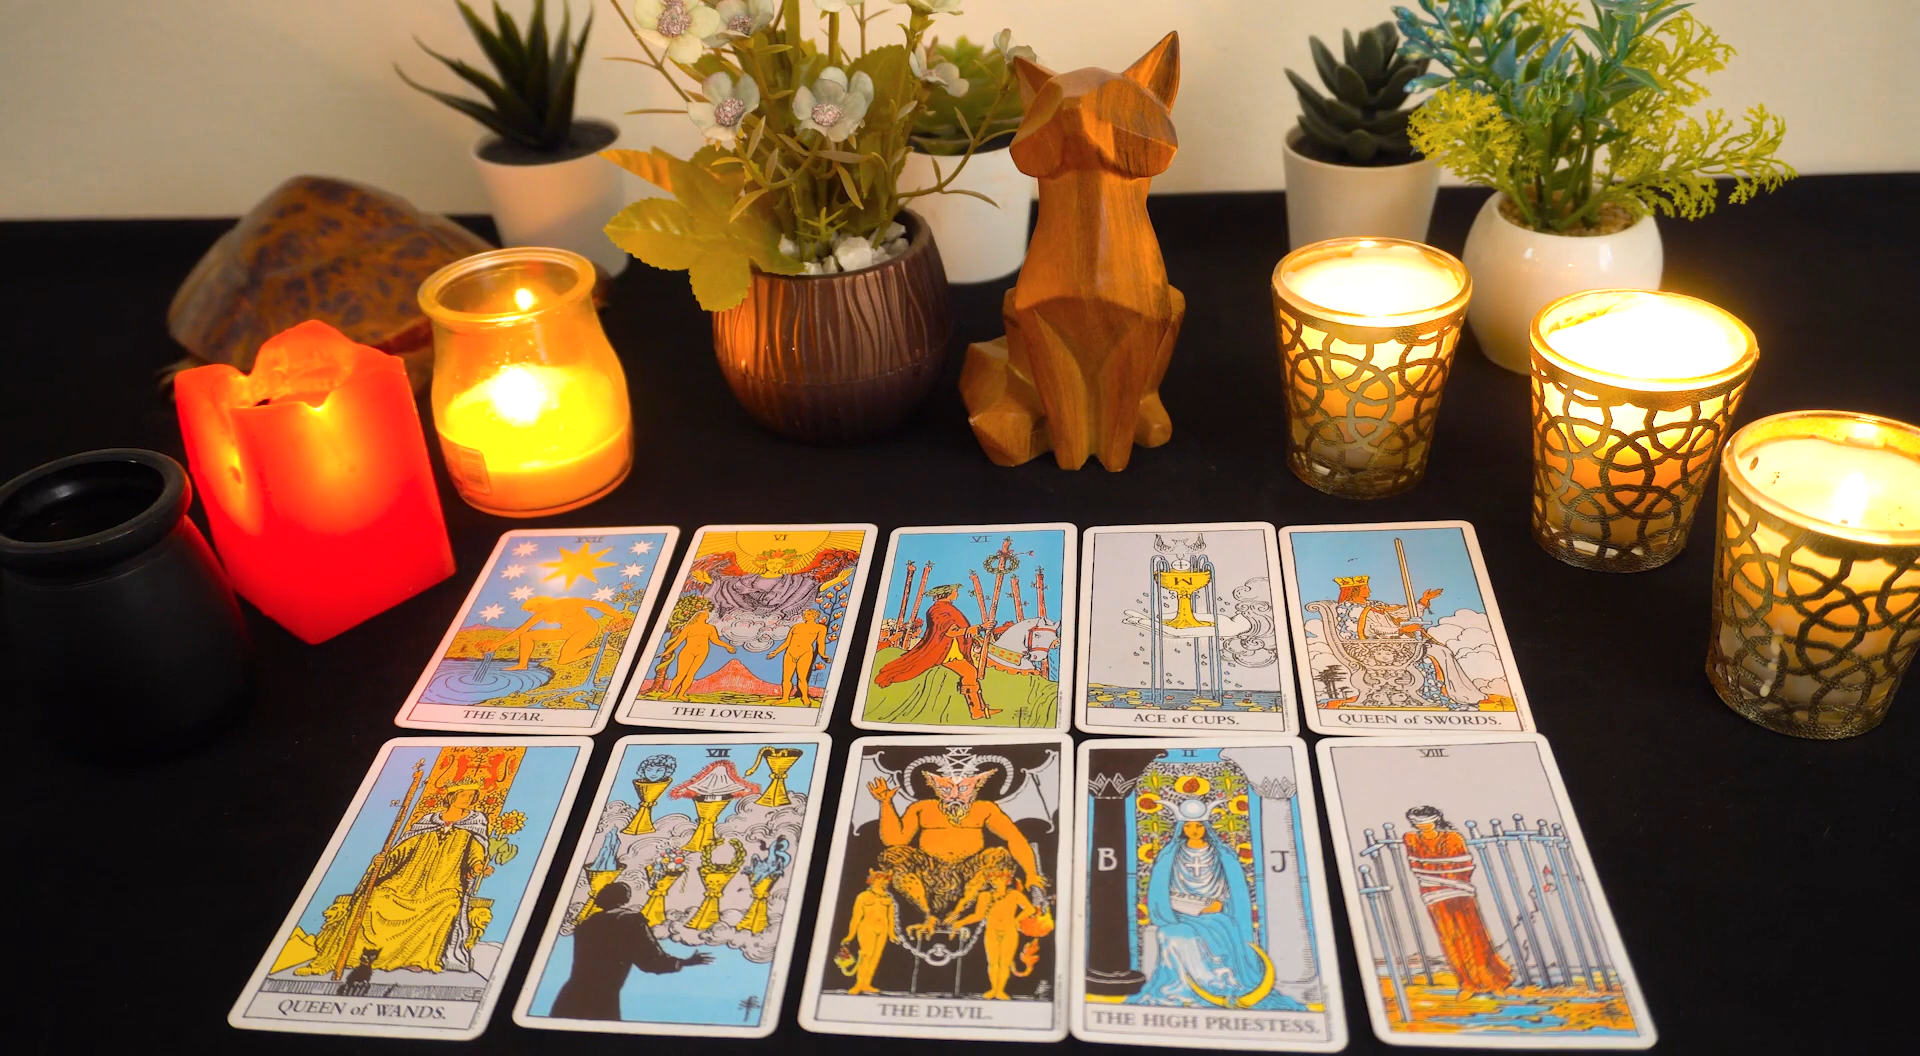 XVII
THE STAR.
VI
THE LOVERS.
VI
M
ACE of CUPS.
QUEEN of SWORDS.
QUEEN of WANDS.
VII
XV
THE DEVIL.
II
B J
THE HIGH PRIESTESS.
VIII